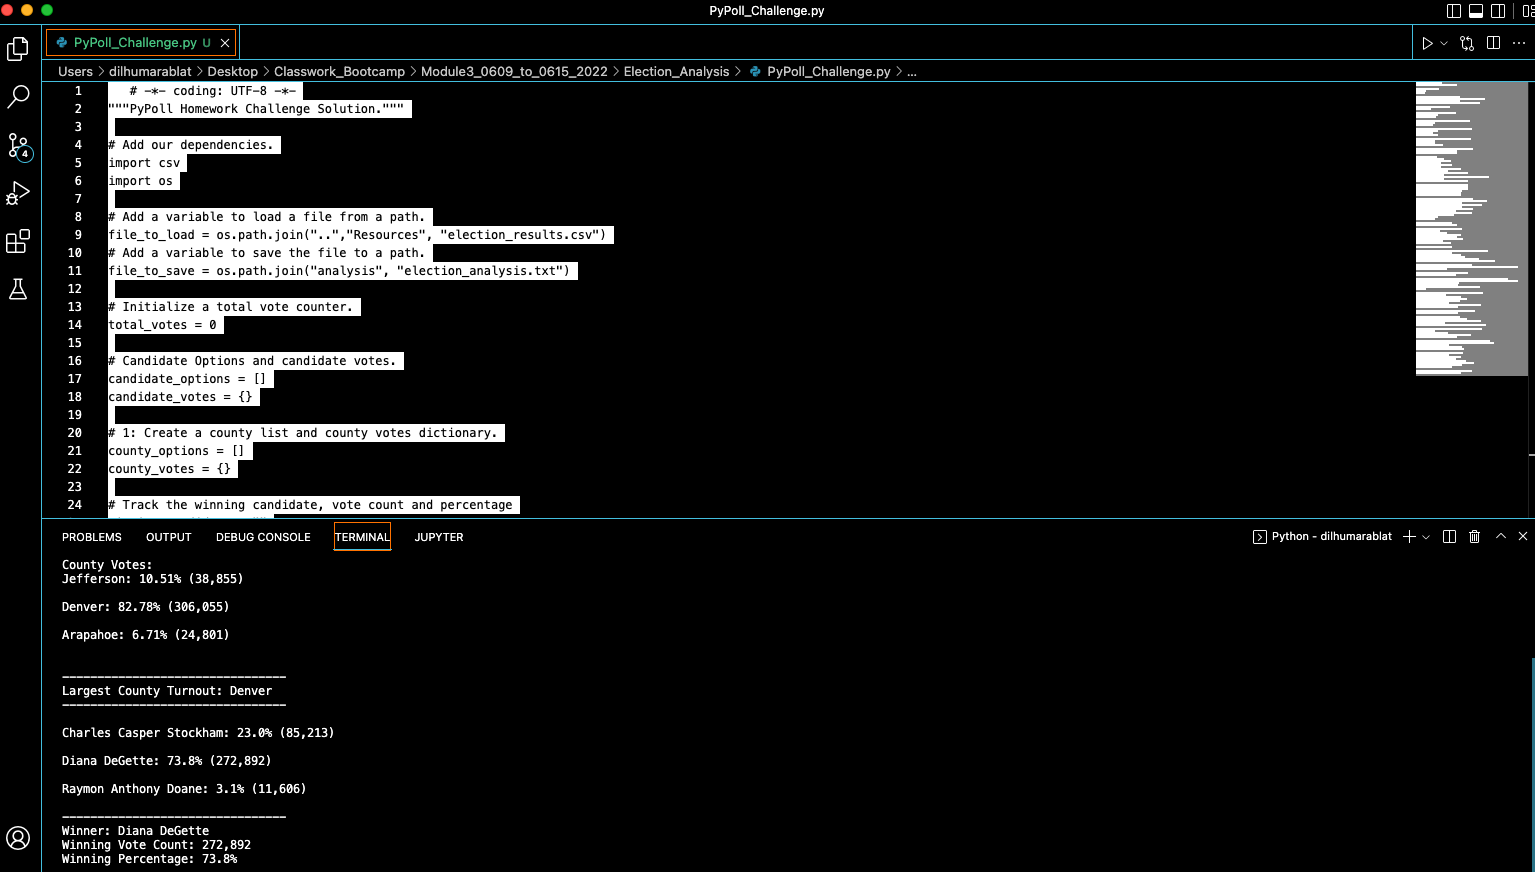 PyPoll_Challenge.py
PyPoll_Challenge.py U
Users > dilhumarablat > Desktop > Classwork_Bootcamp > Module3_0609_to_0615_2022 > Election_Analysis > PyPoll_Challenge.py > ...
1 # -*- coding: UTF-8 -*-
2 """PyPoll Homework Challenge Solution."""
3
4 # Add our dependencies.
5 import csv
6 import os
7
8 # Add a variable to load a file from a path.
9 file_to_load = os.path.join("..","Resources", "election_results.csv")
10 # Add a variable to save the file to a path.
11 file_to_save = os.path.join("analysis", "election_analysis.txt")
12
13 # Initialize a total vote counter.
14 total_votes = 0
15
16 # Candidate Options and candidate votes.
17 candidate_options = []
18 candidate_votes = {}
19
20 # 1: Create a county list and county votes dictionary.
21 county_options = []
22 county_votes = {}
23
24 # Track the winning candidate, vote count and percentage
4
PROBLEMS OUTPUT DEBUG CONSOLE TERMINAL JUPYTER Python - dilhumarablat
County Votes:
Jefferson: 10.51% (38,855)
Denver: 82.78% (306,055)
Arapahoe: 6.71% (24,801)
--------------------------------
Largest County Turnout: Denver
--------------------------------
Charles Casper Stockham: 23.0% (85,213)
Diana DeGette: 73.8% (272,892)
Raymon Anthony Doane: 3.1% (11,606)
--------------------------------
Winner: Diana DeGette
Winning Vote Count: 272,892
Winning Percentage: 73.8%